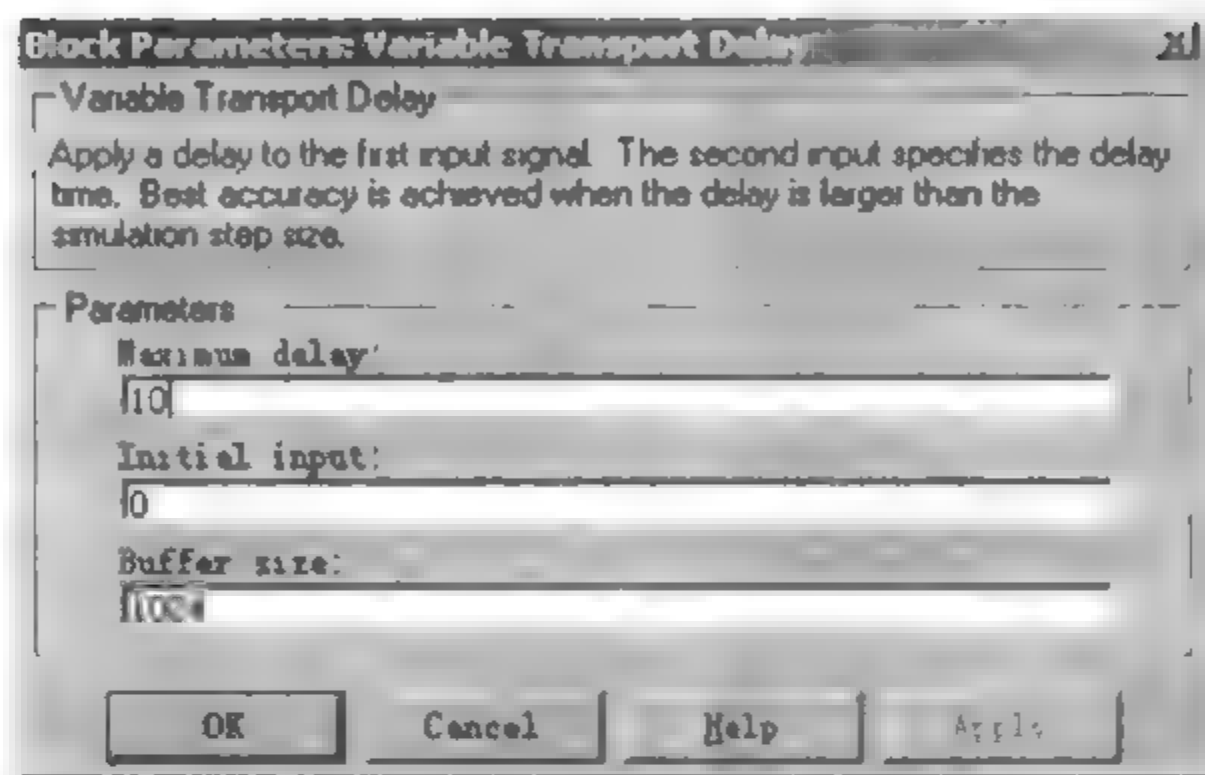 Block Parameters: Variable Transport Delay
X
Variable Transport Delay
Apply a delay to the first input signal. The second input specifies the delay
time. Best accuracy is achieved when the delay is larger than the
simulation step size.
Parameters
Maximum delay:
10
Initial input:
0
Buffer size:
1024
OK
Cancel
Help
Apply